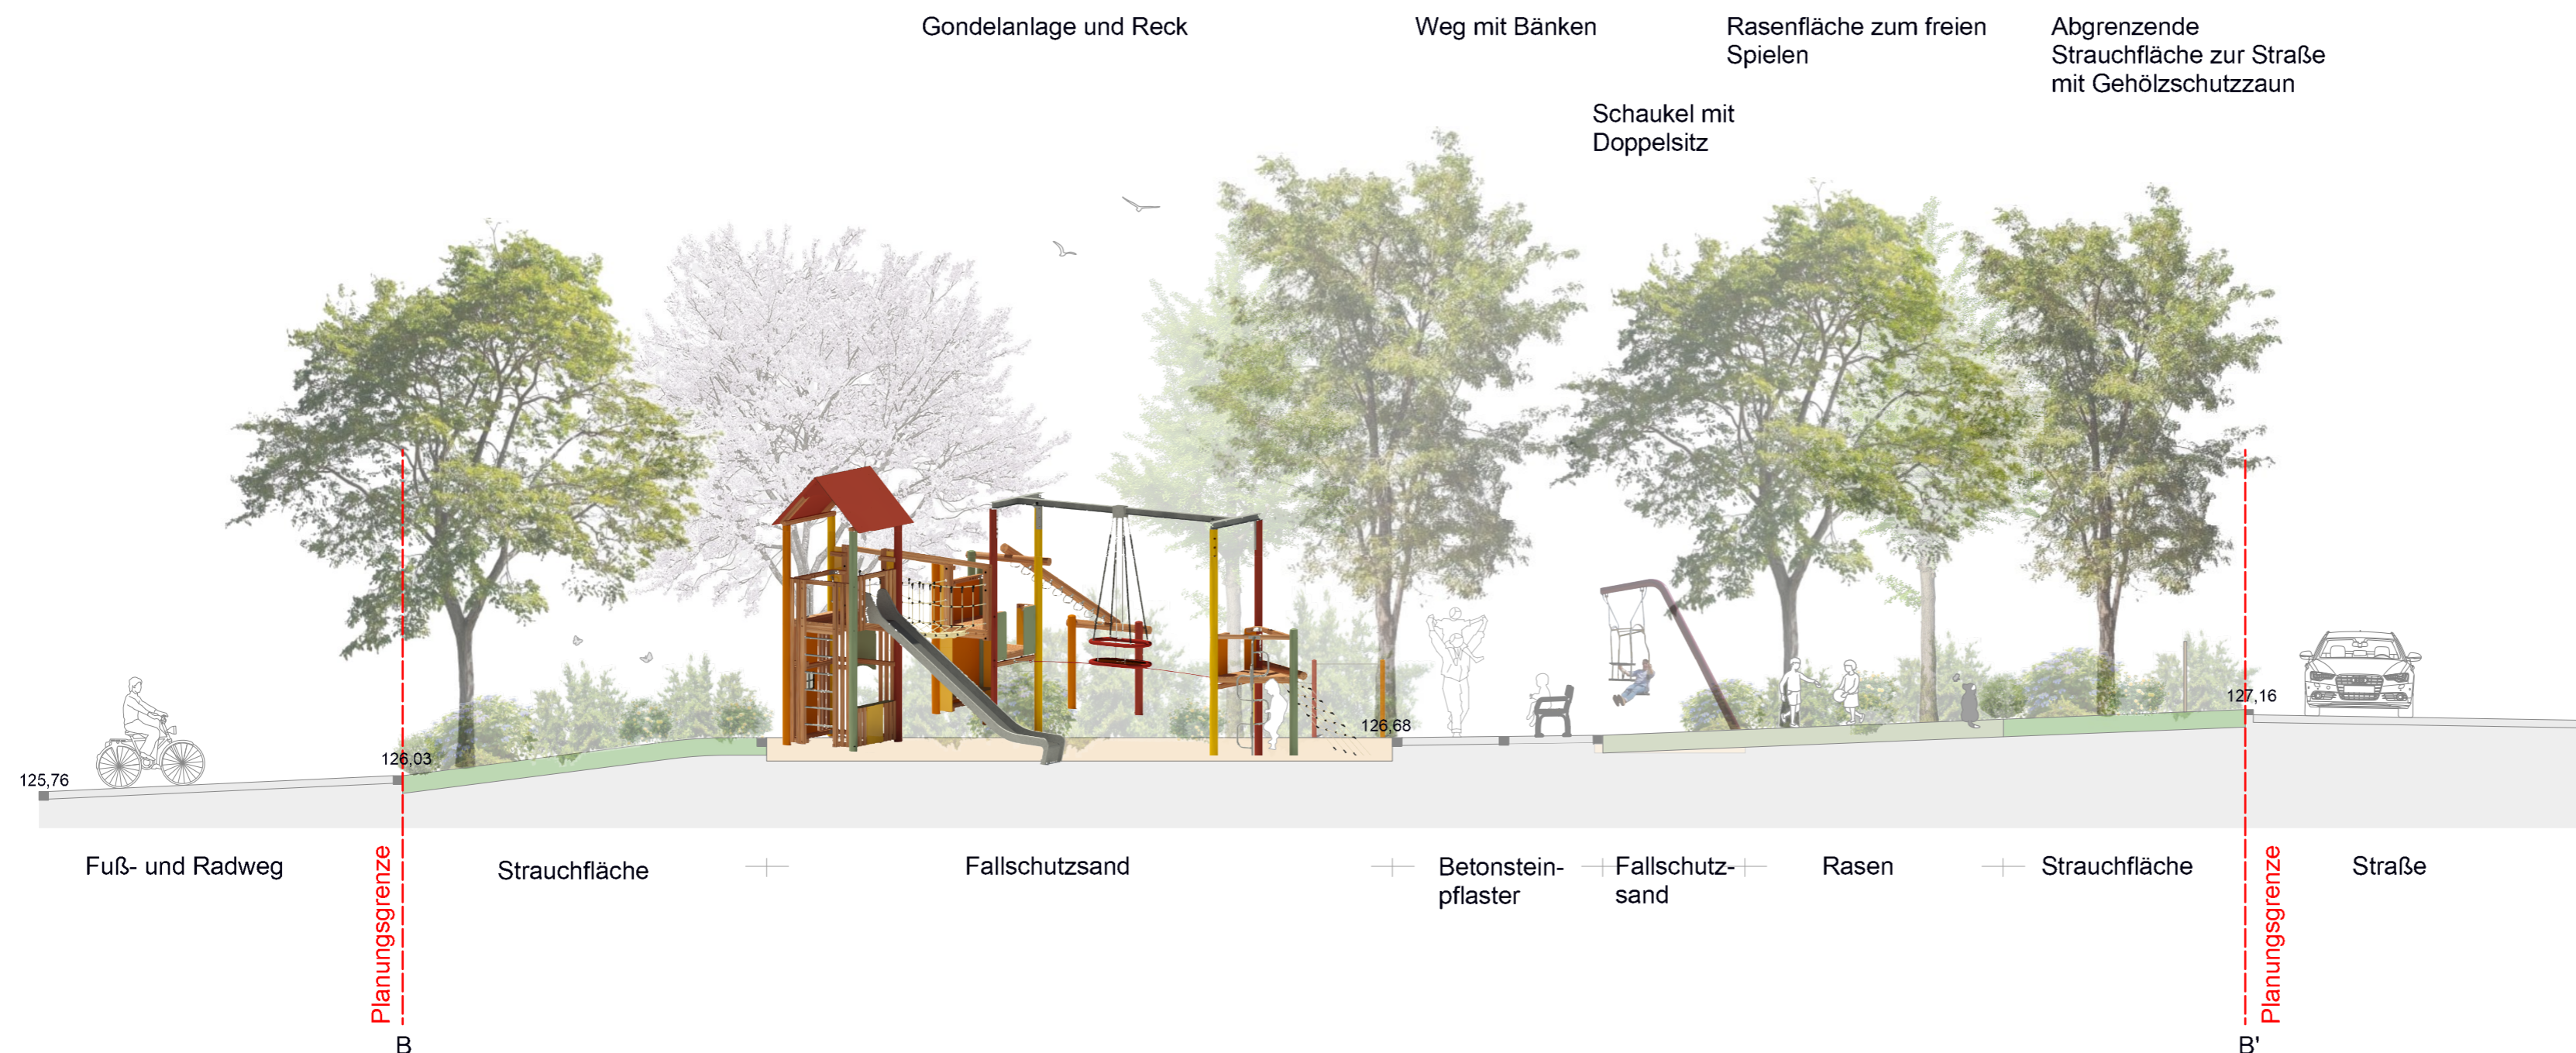 Gondelanlage und Reck
Weg mit Bänken
Rasenfläche zum freien
Spielen
Abgrenzende
Strauchfläche zur Straße
mit Gehölzschutzzaun
Schaukel mit
Doppelsitz
125,76
126,03
126,68
127,16
Fuß- und Radweg
Planungsgrenze
Strauchfläche
Fallschutzsand
Betonstein-
pflaster
Fallschutz-
sand
Rasen
Strauchfläche
Planungsgrenze
Straße
B
B'